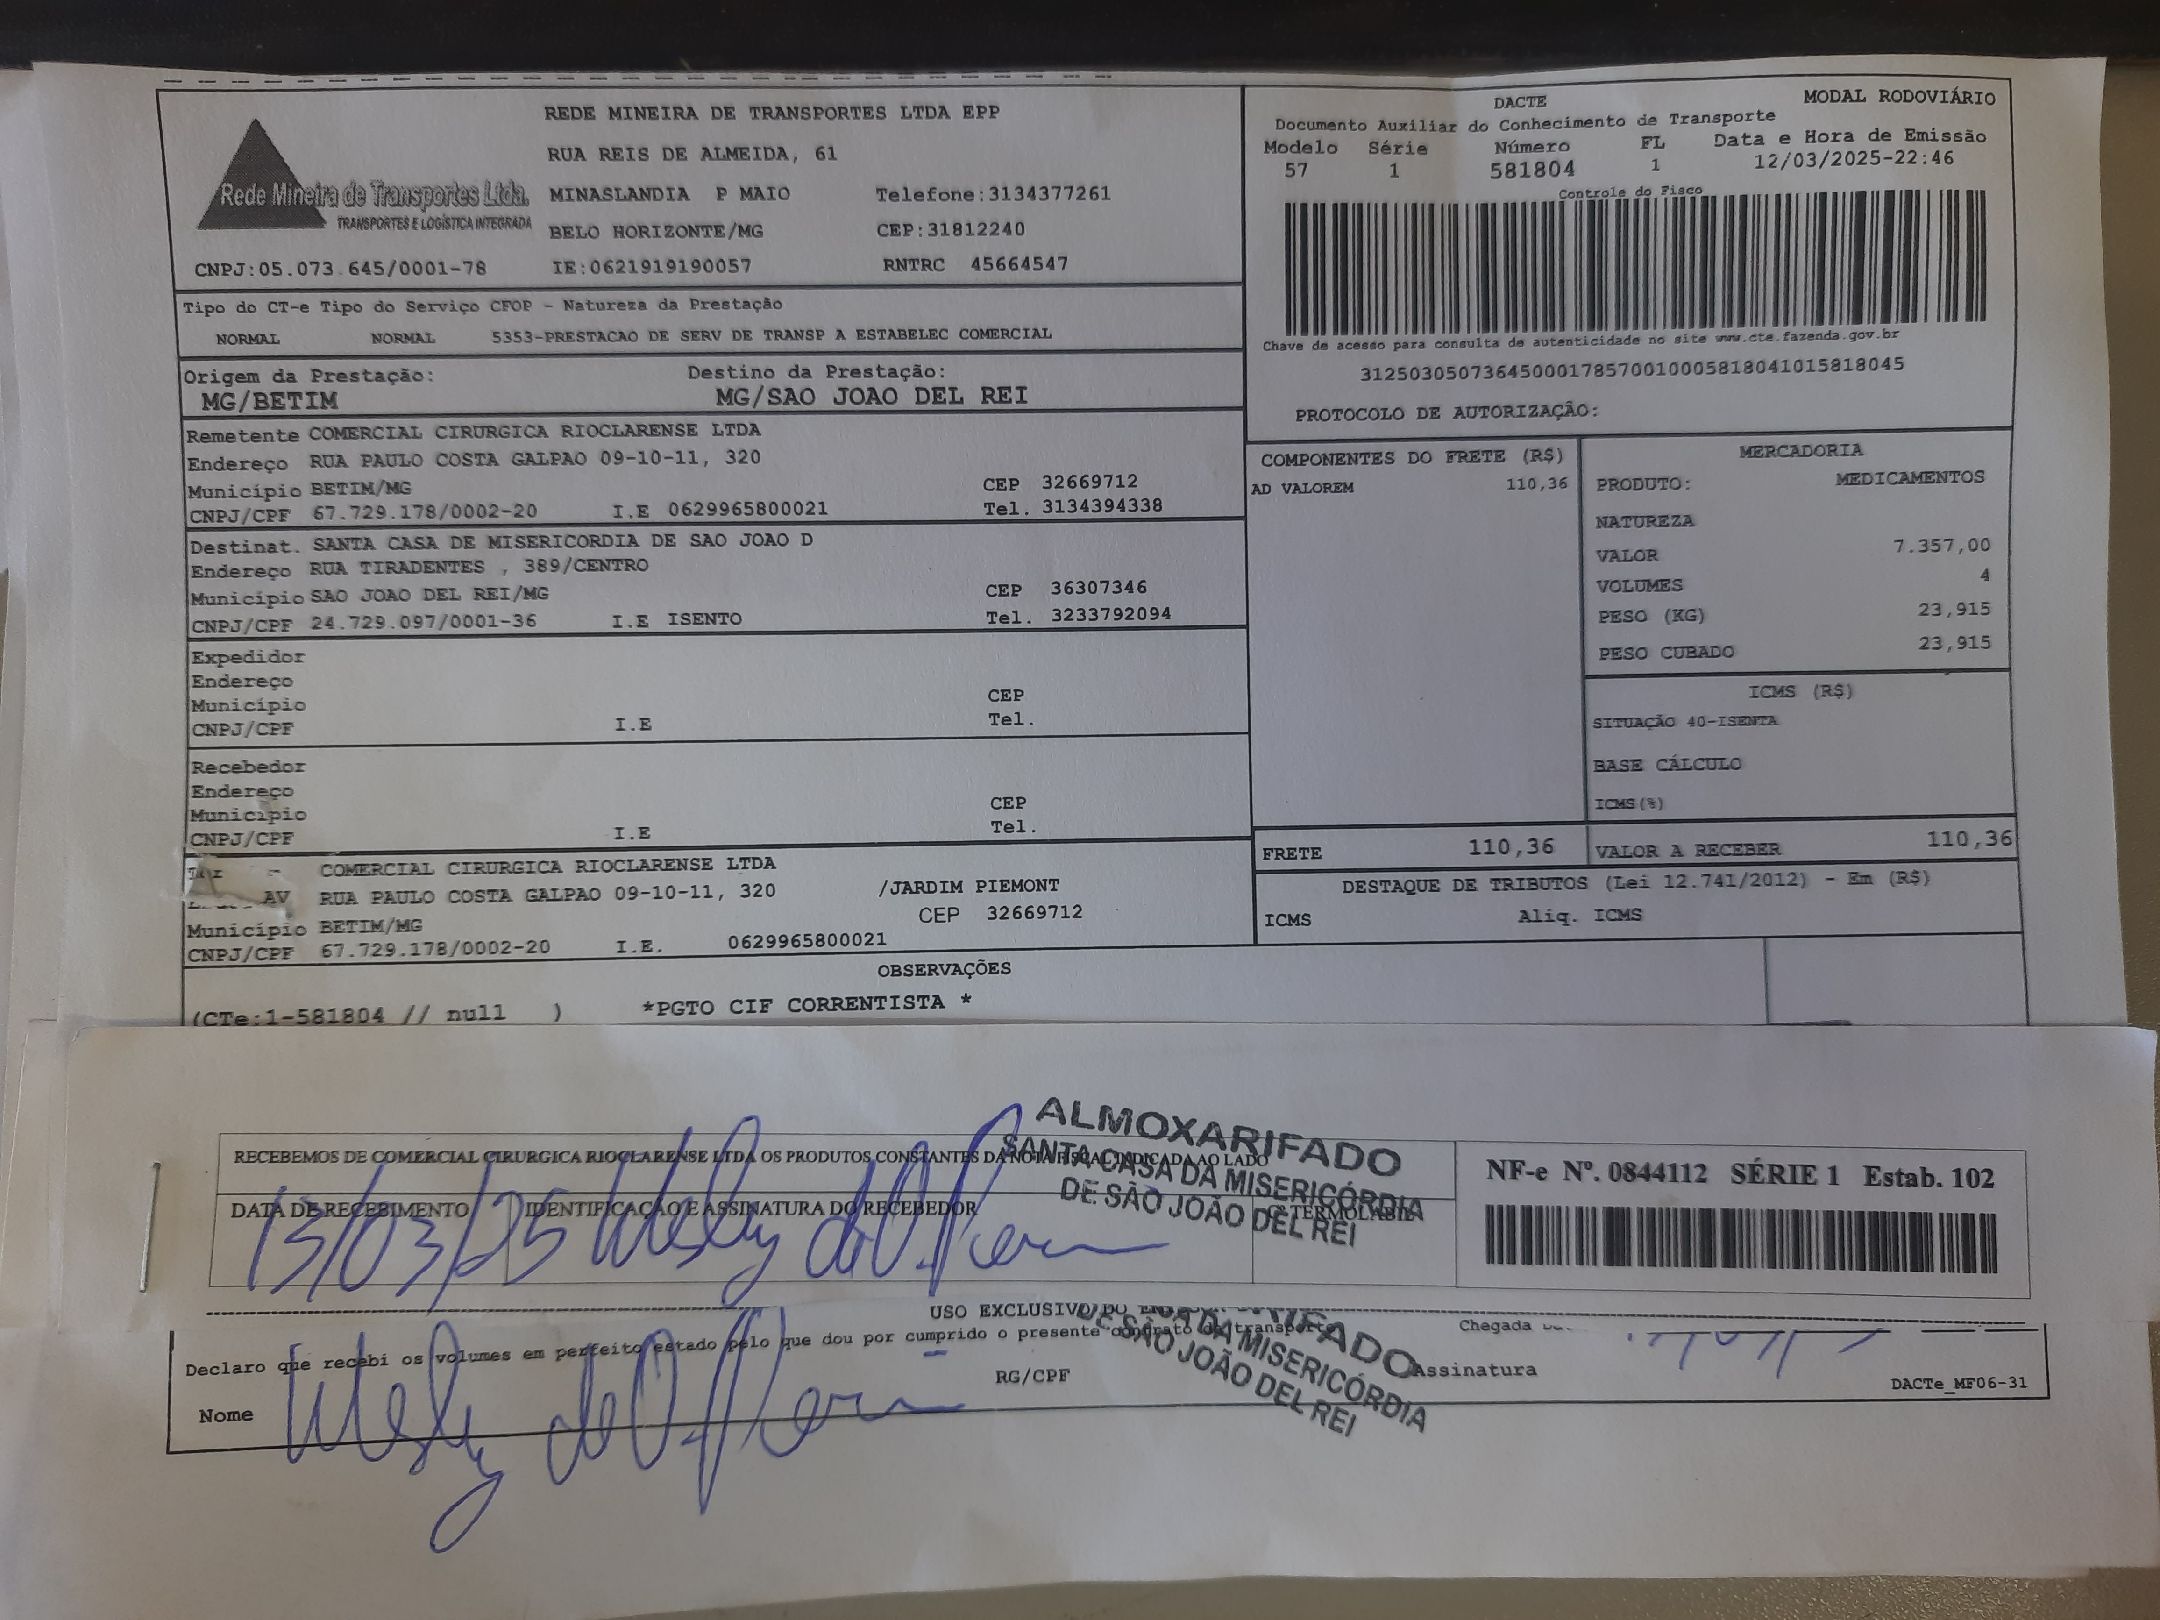 REDE MINEIRA DE TRANSPORTES LTDA EPP
RUA REIS DE ALMEIDA, 61
MINASLANDIA P MAIO Telefone:3134377261
BELO HORIZONTE/MG CEP:31812240
Rede Mineira de Transportes Ltda.
TRANSPORTES E LOGÍSTICA INTEGRADA
CNPJ:05.073.645/0001-78 IE:0621919190057 RNTRC 45664547
DACTE MODAL RODOVIÁRIO
Documento Auxiliar do Conhecimento de Transporte
Modelo Série Número FL Data e Hora de Emissão
57 1 581804 1 12/03/2025-22:46
Controle do Fisco
Chave de acesso para consulta de autenticidade no site www.cte.fazenda.gov.br
31250305073645000178570010005818041015818045
PROTOCOLO DE AUTORIZAÇÃO:
Tipo do CT-e Tipo do Serviço CFOP - Natureza da Prestação
NORMAL NORMAL 5353-PRESTACAO DE SERV DE TRANSP A ESTABELEC COMERCIAL
Origem da Prestação: Destino da Prestação:
MG/BETIM MG/SAO JOAO DEL REI
Remetente COMERCIAL CIRURGICA RIOCLARENSE LTDA
Endereço RUA PAULO COSTA GALPAO 09-10-11, 320
Município BETIM/MG CEP 32669712
CNPJ/CPF 67.729.178/0002-20 I.E 0629965800021 Tel. 3134394338
Destinat. SANTA CASA DE MISERICORDIA DE SAO JOAO D
Endereço RUA TIRADENTES , 389/CENTRO
Município SAO JOAO DEL REI/MG CEP 36307346
CNPJ/CPF 24.729.097/0001-36 I.E ISENTO Tel. 3233792094
Expedidor
Endereço
Município CEP
CNPJ/CPF I.E Tel.
Recebedor
Endereço
Município CEP
CNPJ/CPF I.E Tel.
COMERCIAL CIRURGICA RIOCLARENSE LTDA
AV RUA PAULO COSTA GALPAO 09-10-11, 320 /JARDIM PIEMONT
Município BETIM/MG CEP 32669712
CNPJ/CPF 67.729.178/0002-20 I.E. 0629965800021
COMPONENTES DO FRETE (R$)
AD VALOREM 110,36
MERCADORIA
PRODUTO: MEDICAMENTOS
NATUREZA
VALOR 7.357,00
VOLUMES 4
PESO (KG) 23,915
PESO CUBADO 23,915
ICMS (R$)
SITUAÇÃO 40-ISENTA
BASE CÁLCULO
ICMS(%)
FRETE 110,36 VALOR A RECEBER 110,36
DESTAQUE DE TRIBUTOS (Lei 12.741/2012) - Em (R$)
ICMS Aliq. ICMS
OBSERVAÇÕES
(CTe:1-581804 // null ) *PGTO CIF CORRENTISTA *
RECEBEMOS DE COMERCIAL CIRURGICA RIOCLARENSE LTDA OS PRODUTOS CONSTANTES DA NOTA FISCAL INDICADA AO LADO
DATA DE RECEBIMENTO IDENTIFICAÇÃO E ASSINATURA DO RECEBEDOR TERMOLABIL
13/03/25
ALMOXARIFADO
SANTA CASA DA MISERICÓRDIA
DE SÃO JOÃO DEL REI
NF-e Nº. 0844112 SÉRIE 1 Estab. 102
USO EXCLUSIVO DO
Declaro que recebi os volumes em perfeito estado pelo que dou por cumprido o presente contrato de transporte
Chegada
Nome RG/CPF Assinatura
DA MISERICÓRDIA
DE SÃO JOÃO DEL REI
DACTe_MF06-31